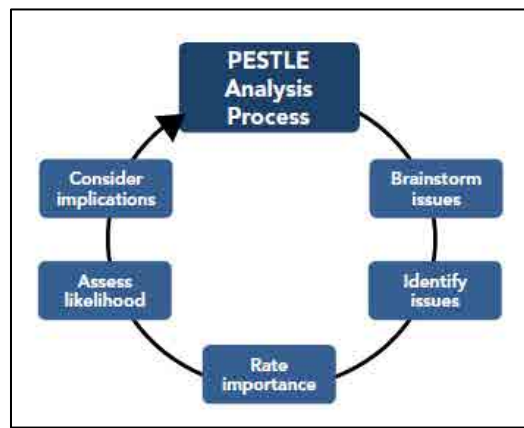 PESTLE
Analysis
Process
Brainstorm
issues
Identify
issues
Rate
importance
Assess
likelihood
Consider
implications